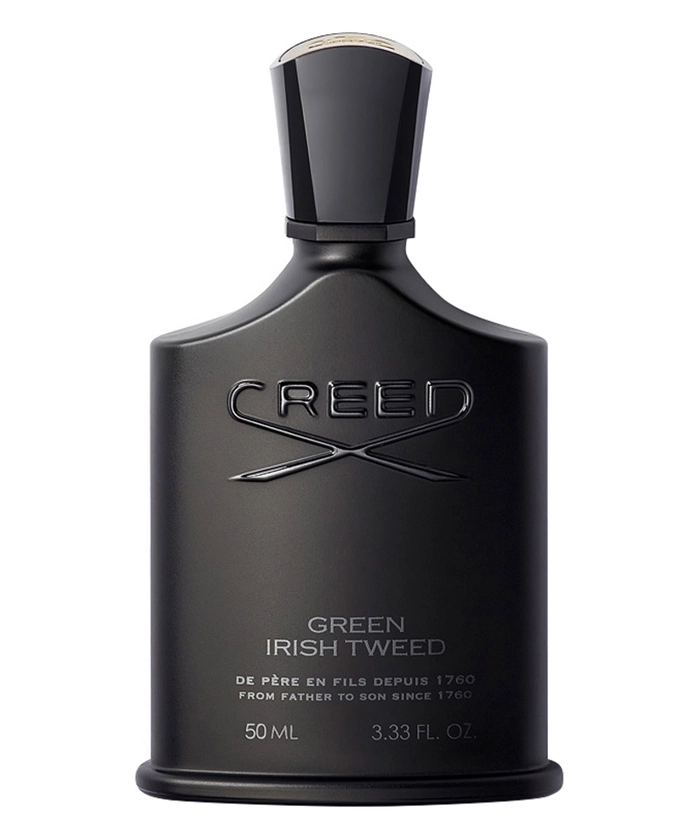 CREED
GREEN
IRISH TWEED
DE PÈRE EN FILS DEPUIS 1760
FROM FATHER TO SON SINCE 1760
50 ML 3.33 FL. OZ.